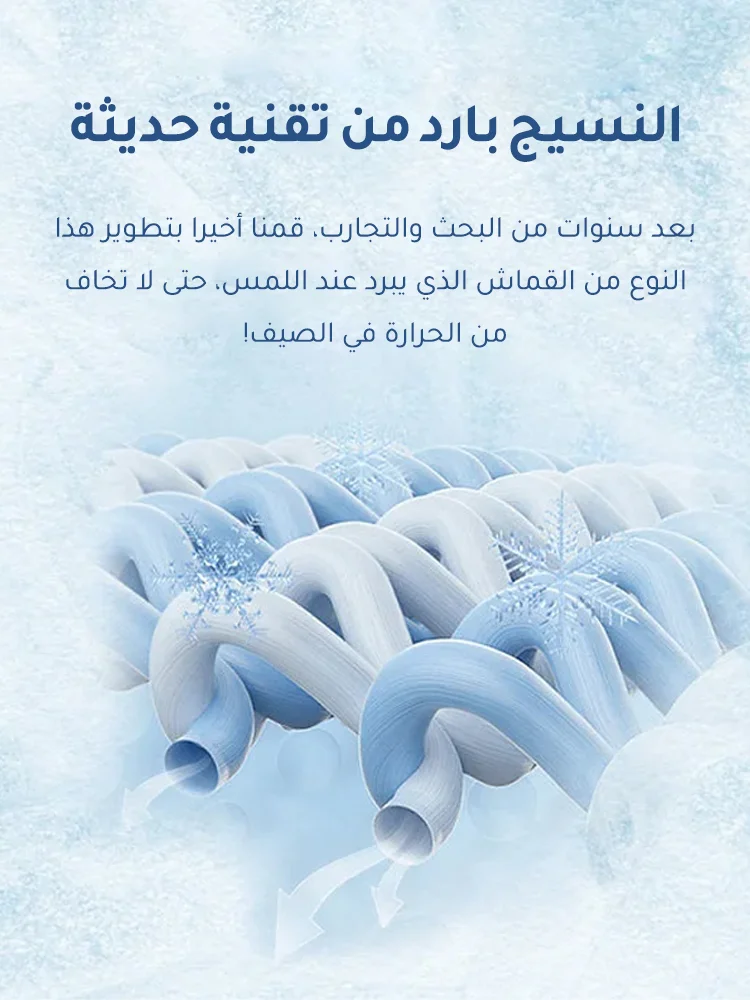 النسيج بارد من تقنية حديثة
بعد سنوات من البحث والتجارب، قمنا أخيرا بتطوير هذا
النوع من القماش الذي يبرد عند اللمس، حتى لا تخاف
من الحرارة في الصيف!